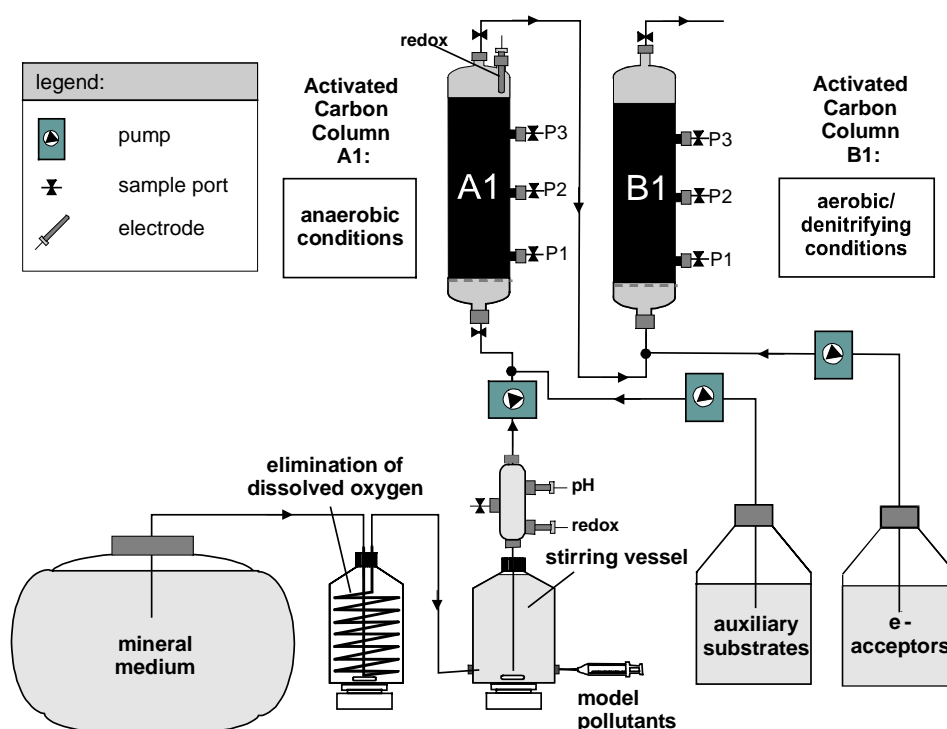 legend:
pump
sample port
electrode
redox
Activated
Carbon
Column
A1:
anaerobic
conditions
A1
P3
P2
P1
B1
P3
P2
P1
Activated
Carbon
Column
B1:
aerobic/
denitrifying
conditions
elimination of
dissolved oxygen
pH
redox
stirring vessel
mineral
medium
model
pollutants
auxiliary
substrates
e -
acceptors